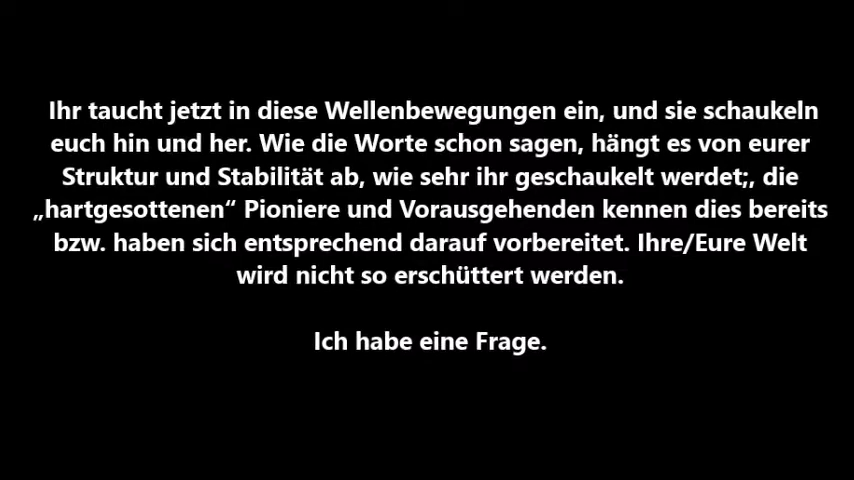 Ihr taucht jetzt in diese Wellenbewegungen ein, und sie schaukeln
euch hin und her. Wie die Worte schon sagen, hängt es von eurer
Struktur und Stabilität ab, wie sehr ihr geschaukelt werdet;, die
„hartgesottenen“ Pioniere und Vorausgehenden kennen dies bereits
bzw. haben sich entsprechend darauf vorbereitet. Ihre/Eure Welt
wird nicht so erschüttert werden.
Ich habe eine Frage.